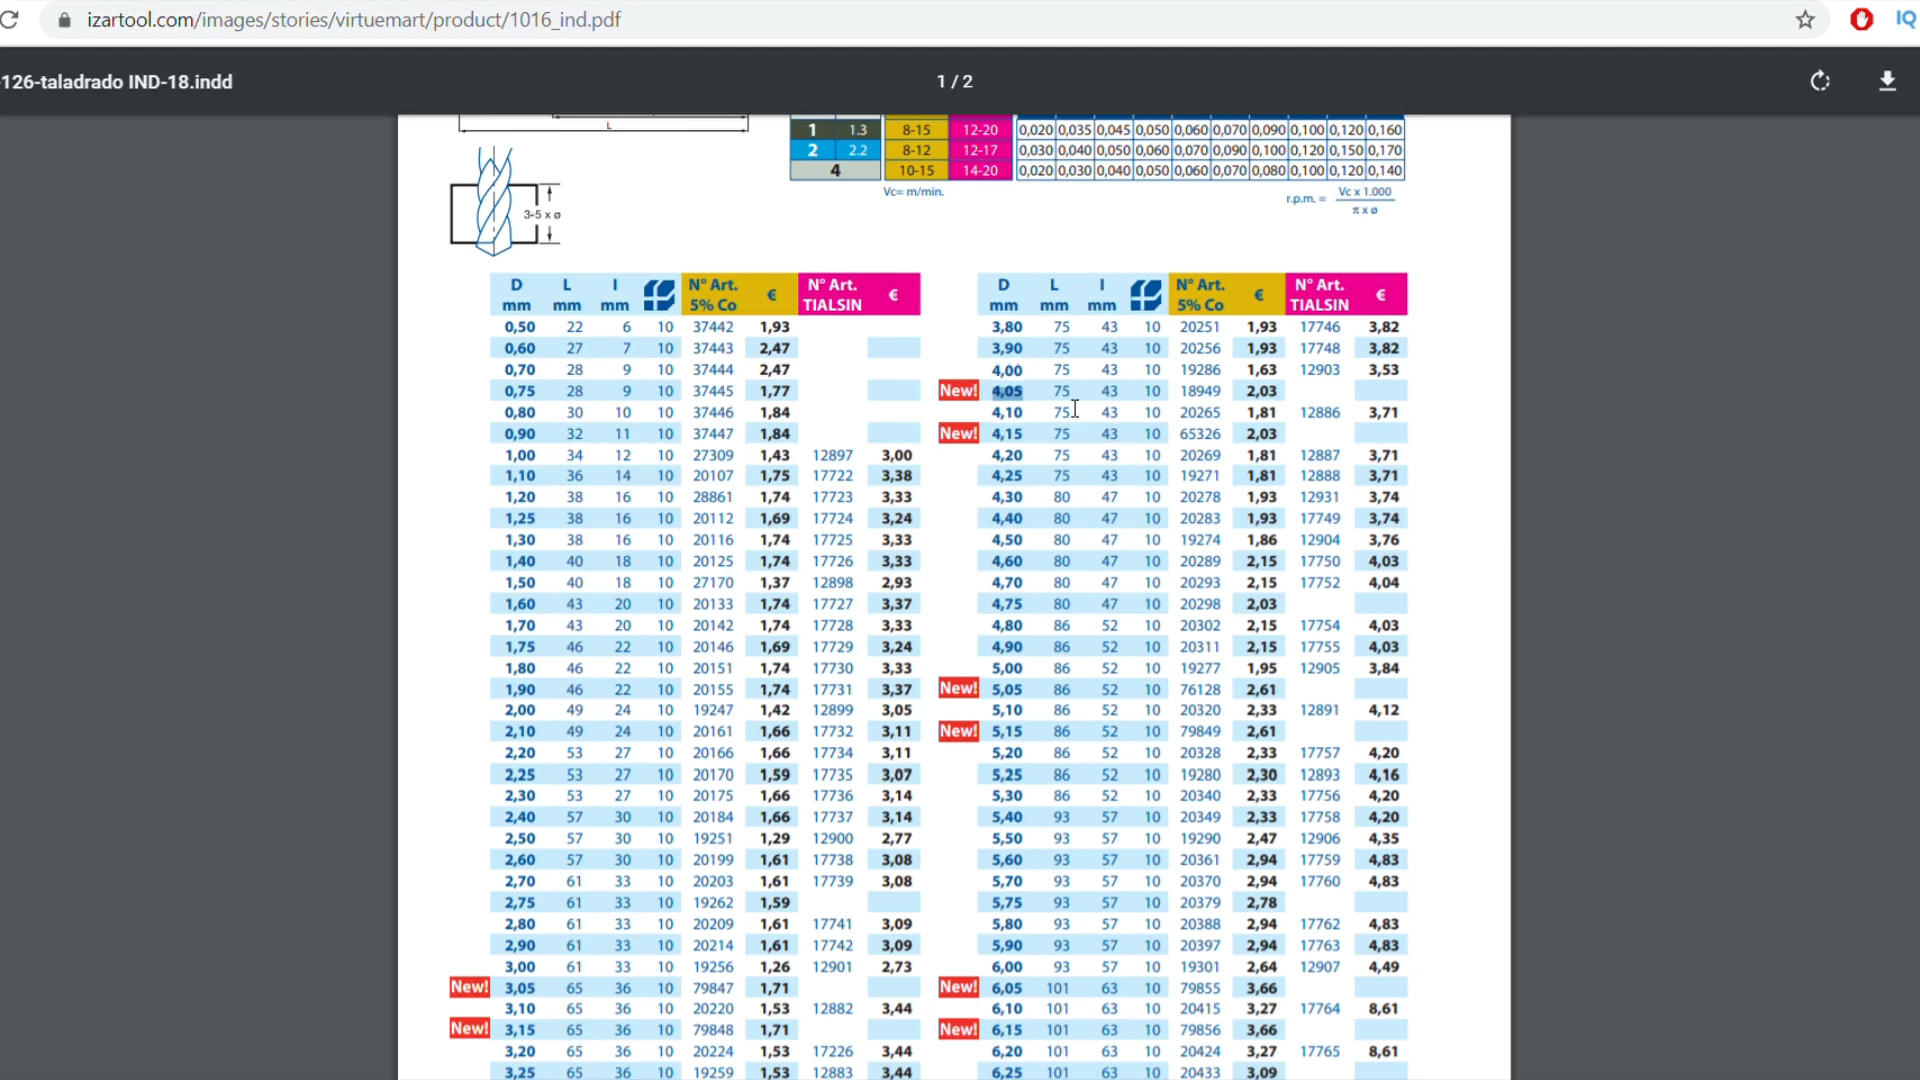 izartool.com/images/stories/virtuemart/product/1016_ind.pdf
IQ
-126-taladrado IND-18.indd
1 / 2
L
1 1.3 8-15 12-20 0,020 0,035 0,045 0,050 0,060 0,070 0,090 0,100 0,120 0,160
2 2.2 8-12 12-17 0,030 0,040 0,050 0,060 0,070 0,090 0,100 0,120 0,150 0,170
4 10-15 14-20 0,020 0,030 0,040 0,050 0,060 0,070 0,080 0,100 0,120 0,140
Vc= m/min.
r.p.m. = Vc x 1.000
π x ø
3-5 x ø
D L l N° Art. € N° Art. €
mm mm mm 5% Co TIALSIN
0,50 22 6 10 37442 1,93
0,60 27 7 10 37443 2,47
0,70 28 9 10 37444 2,47
0,75 28 9 10 37445 1,77
0,80 30 10 10 37446 1,84
0,90 32 11 10 37447 1,84
1,00 34 12 10 27309 1,43 12897 3,00
1,10 36 14 10 20107 1,75 17722 3,38
1,20 38 16 10 28861 1,74 17723 3,33
1,25 38 16 10 20112 1,69 17724 3,24
1,30 38 16 10 20116 1,74 17725 3,33
1,40 40 18 10 20125 1,74 17726 3,33
1,50 40 18 10 27170 1,37 12898 2,93
1,60 43 20 10 20133 1,74 17727 3,37
1,70 43 20 10 20142 1,74 17728 3,33
1,75 46 22 10 20146 1,69 17729 3,24
1,80 46 22 10 20151 1,74 17730 3,33
1,90 46 22 10 20155 1,74 17731 3,37
2,00 49 24 10 19247 1,42 12899 3,05
2,10 49 24 10 20161 1,66 17732 3,11
2,20 53 27 10 20166 1,66 17734 3,11
2,25 53 27 10 20170 1,59 17735 3,07
2,30 53 27 10 20175 1,66 17736 3,14
2,40 57 30 10 20184 1,66 17737 3,14
2,50 57 30 10 19251 1,29 12900 2,77
2,60 57 30 10 20199 1,61 17738 3,08
2,70 61 33 10 20203 1,61 17739 3,08
2,75 61 33 10 19262 1,59
2,80 61 33 10 20209 1,61 17741 3,09
2,90 61 33 10 20214 1,61 17742 3,09
3,00 61 33 10 19256 1,26 12901 2,73
New! 3,05 65 36 10 79847 1,71
3,10 65 36 10 20220 1,53 12882 3,44
New! 3,15 65 36 10 79848 1,71
3,20 65 36 10 20224 1,53 17226 3,44
3,25 65 36 10 19259 1,53 12883 3,44
D L l N° Art. € N° Art. €
mm mm mm 5% Co TIALSIN
3,80 75 43 10 20251 1,93 17746 3,82
3,90 75 43 10 20256 1,93 17748 3,82
4,00 75 43 10 19286 1,63 12903 3,53
New! 4,05 75 43 10 18949 2,03
4,10 75 43 10 20265 1,81 12886 3,71
New! 4,15 75 43 10 65326 2,03
4,20 75 43 10 20269 1,81 12887 3,71
4,25 75 43 10 19271 1,81 12888 3,71
4,30 80 47 10 20278 1,93 12931 3,74
4,40 80 47 10 20283 1,93 17749 3,74
4,50 80 47 10 19274 1,86 12904 3,76
4,60 80 47 10 20289 2,15 17750 4,03
4,70 80 47 10 20293 2,15 17752 4,04
4,75 80 47 10 20298 2,03
4,80 86 52 10 20302 2,15 17754 4,03
4,90 86 52 10 20311 2,15 17755 4,03
5,00 86 52 10 19277 1,95 12905 3,84
New! 5,05 86 52 10 76128 2,61
5,10 86 52 10 20320 2,33 12891 4,12
New! 5,15 86 52 10 79849 2,61
5,20 86 52 10 20328 2,33 17757 4,20
5,25 86 52 10 19280 2,30 12893 4,16
5,30 86 52 10 20340 2,33 17756 4,20
5,40 93 57 10 20349 2,33 17758 4,20
5,50 93 57 10 19290 2,47 12906 4,35
5,60 93 57 10 20361 2,94 17759 4,83
5,70 93 57 10 20370 2,94 17760 4,83
5,75 93 57 10 20379 2,78
5,80 93 57 10 20388 2,94 17762 4,83
5,90 93 57 10 20397 2,94 17763 4,83
6,00 93 57 10 19301 2,64 12907 4,49
New! 6,05 101 63 10 79855 3,66
6,10 101 63 10 20415 3,27 17764 8,61
New! 6,15 101 63 10 79856 3,66
6,20 101 63 10 20424 3,27 17765 8,61
6,25 101 63 10 20433 3,09